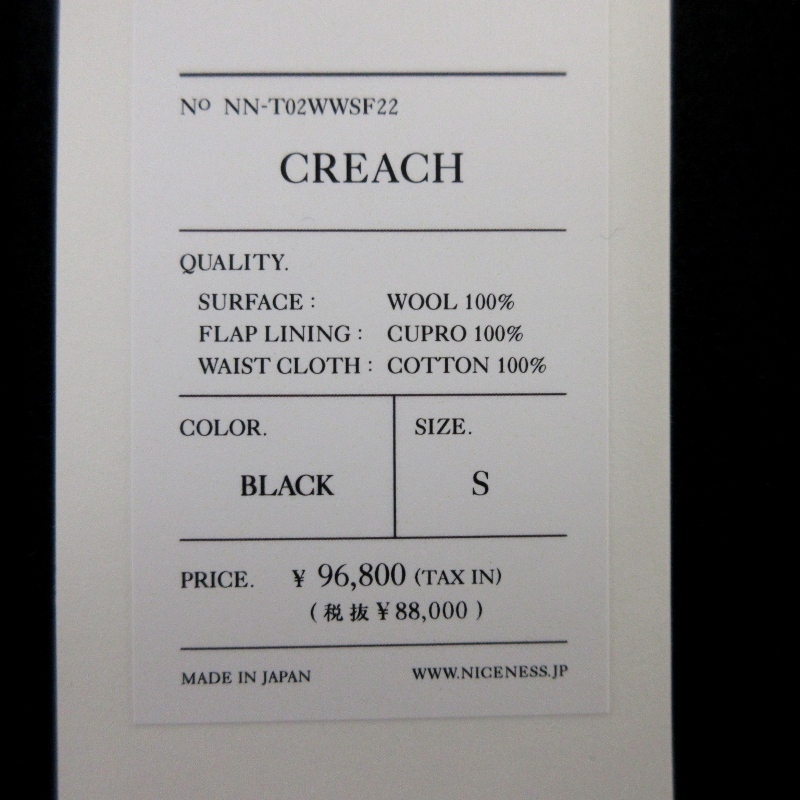 Nº NN-T02WWSF22
CREACH
QUALITY.
SURFACE : WOOL 100%
FLAP LINING : CUPRO 100%
WAIST CLOTH : COTTON 100%
COLOR. SIZE.
BLACK S
PRICE. ¥ 96,800 (TAX IN)
( 税抜 ¥88,000 )
MADE IN JAPAN WWW.NICENESS.JP